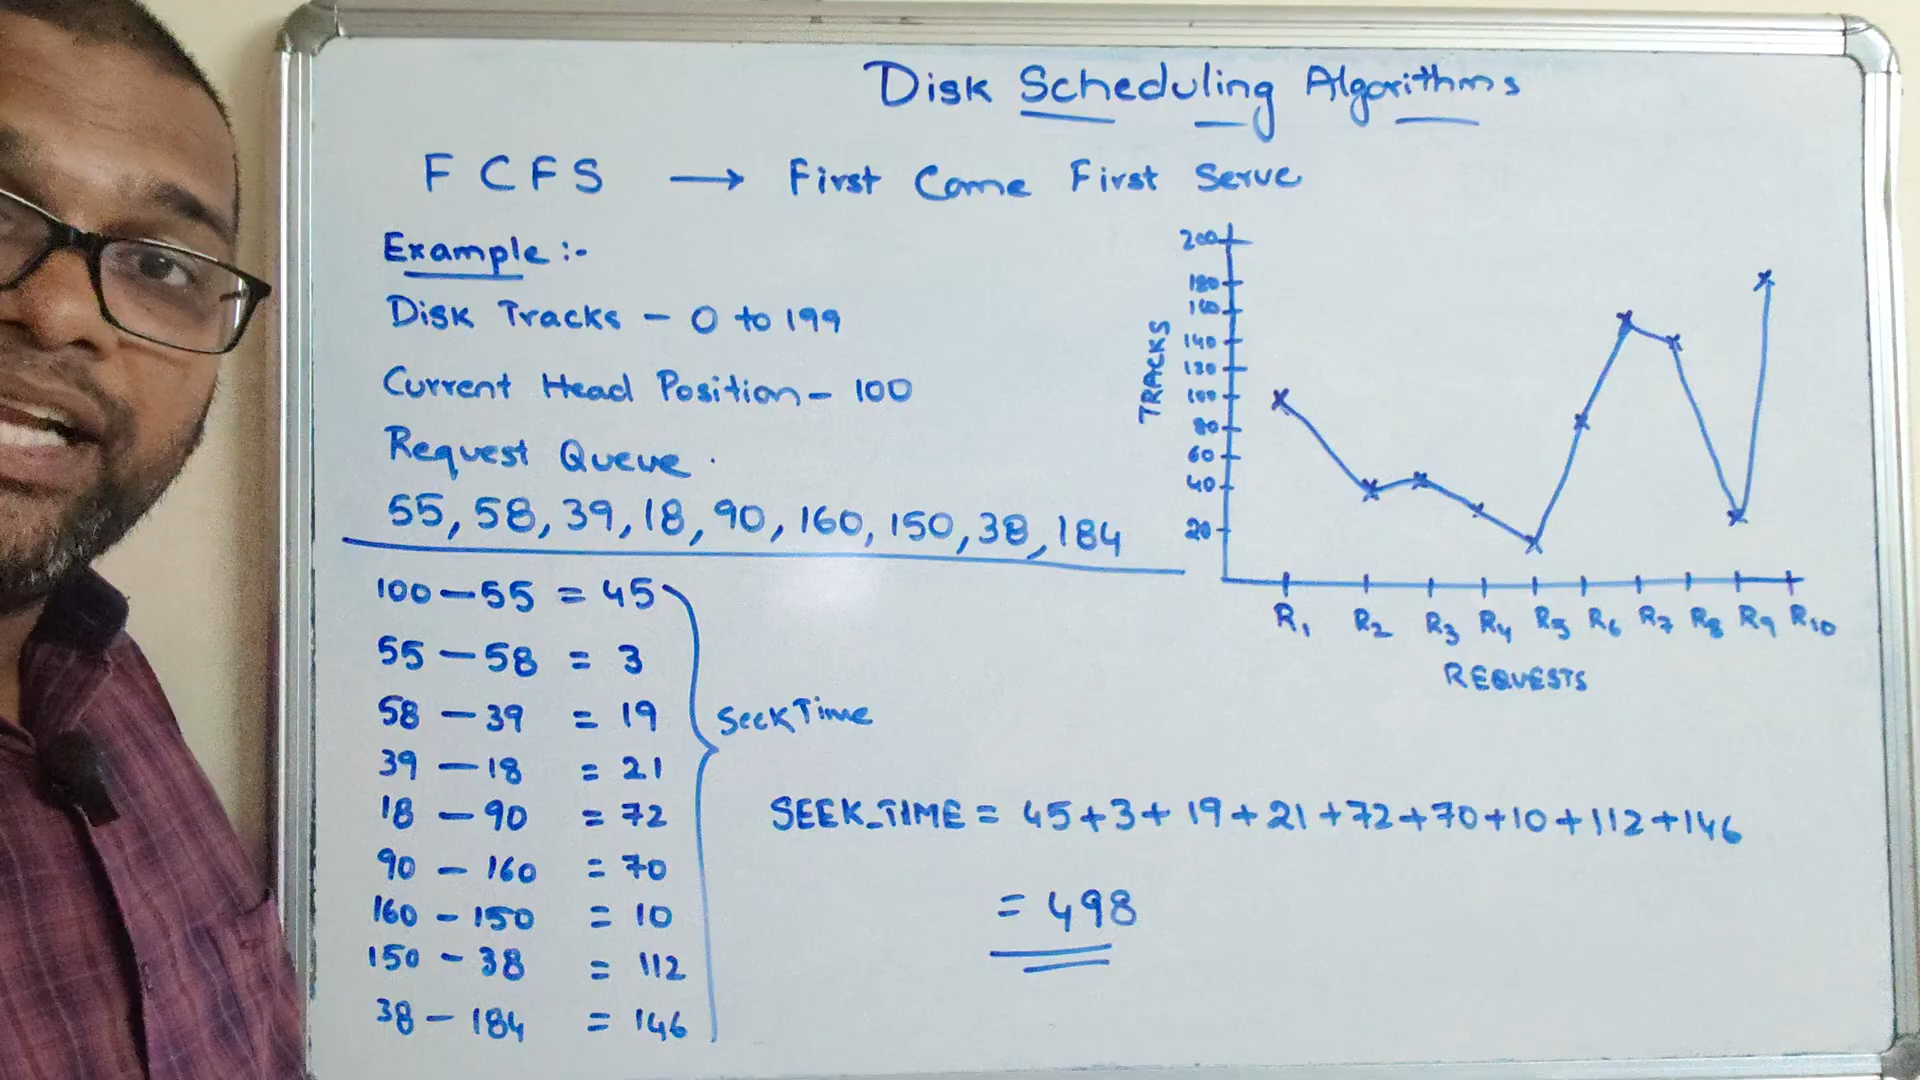 Disk Scheduling Algorithms
F C F S → First Come First Serve
Example :-
Disk Tracks - 0 to 199
Current Head Position - 100
Request Queue .
55, 58, 39, 18, 90, 160, 150, 38, 184
100 - 55 = 45
55 - 58 = 3
58 - 39 = 19
39 - 18 = 21
18 - 90 = 72
90 - 160 = 70
160 - 150 = 10
150 - 38 = 112
38 - 184 = 146
Seek Time
TRACKS
200
180
160
140
120
100
80
60
40
20
R1 R2 R3 R4 R5 R6 R7 R8 R9 R10
REQUESTS
SEEK_TIME = 45 + 3 + 19 + 21 + 72 + 70 + 10 + 112 + 146
= 498